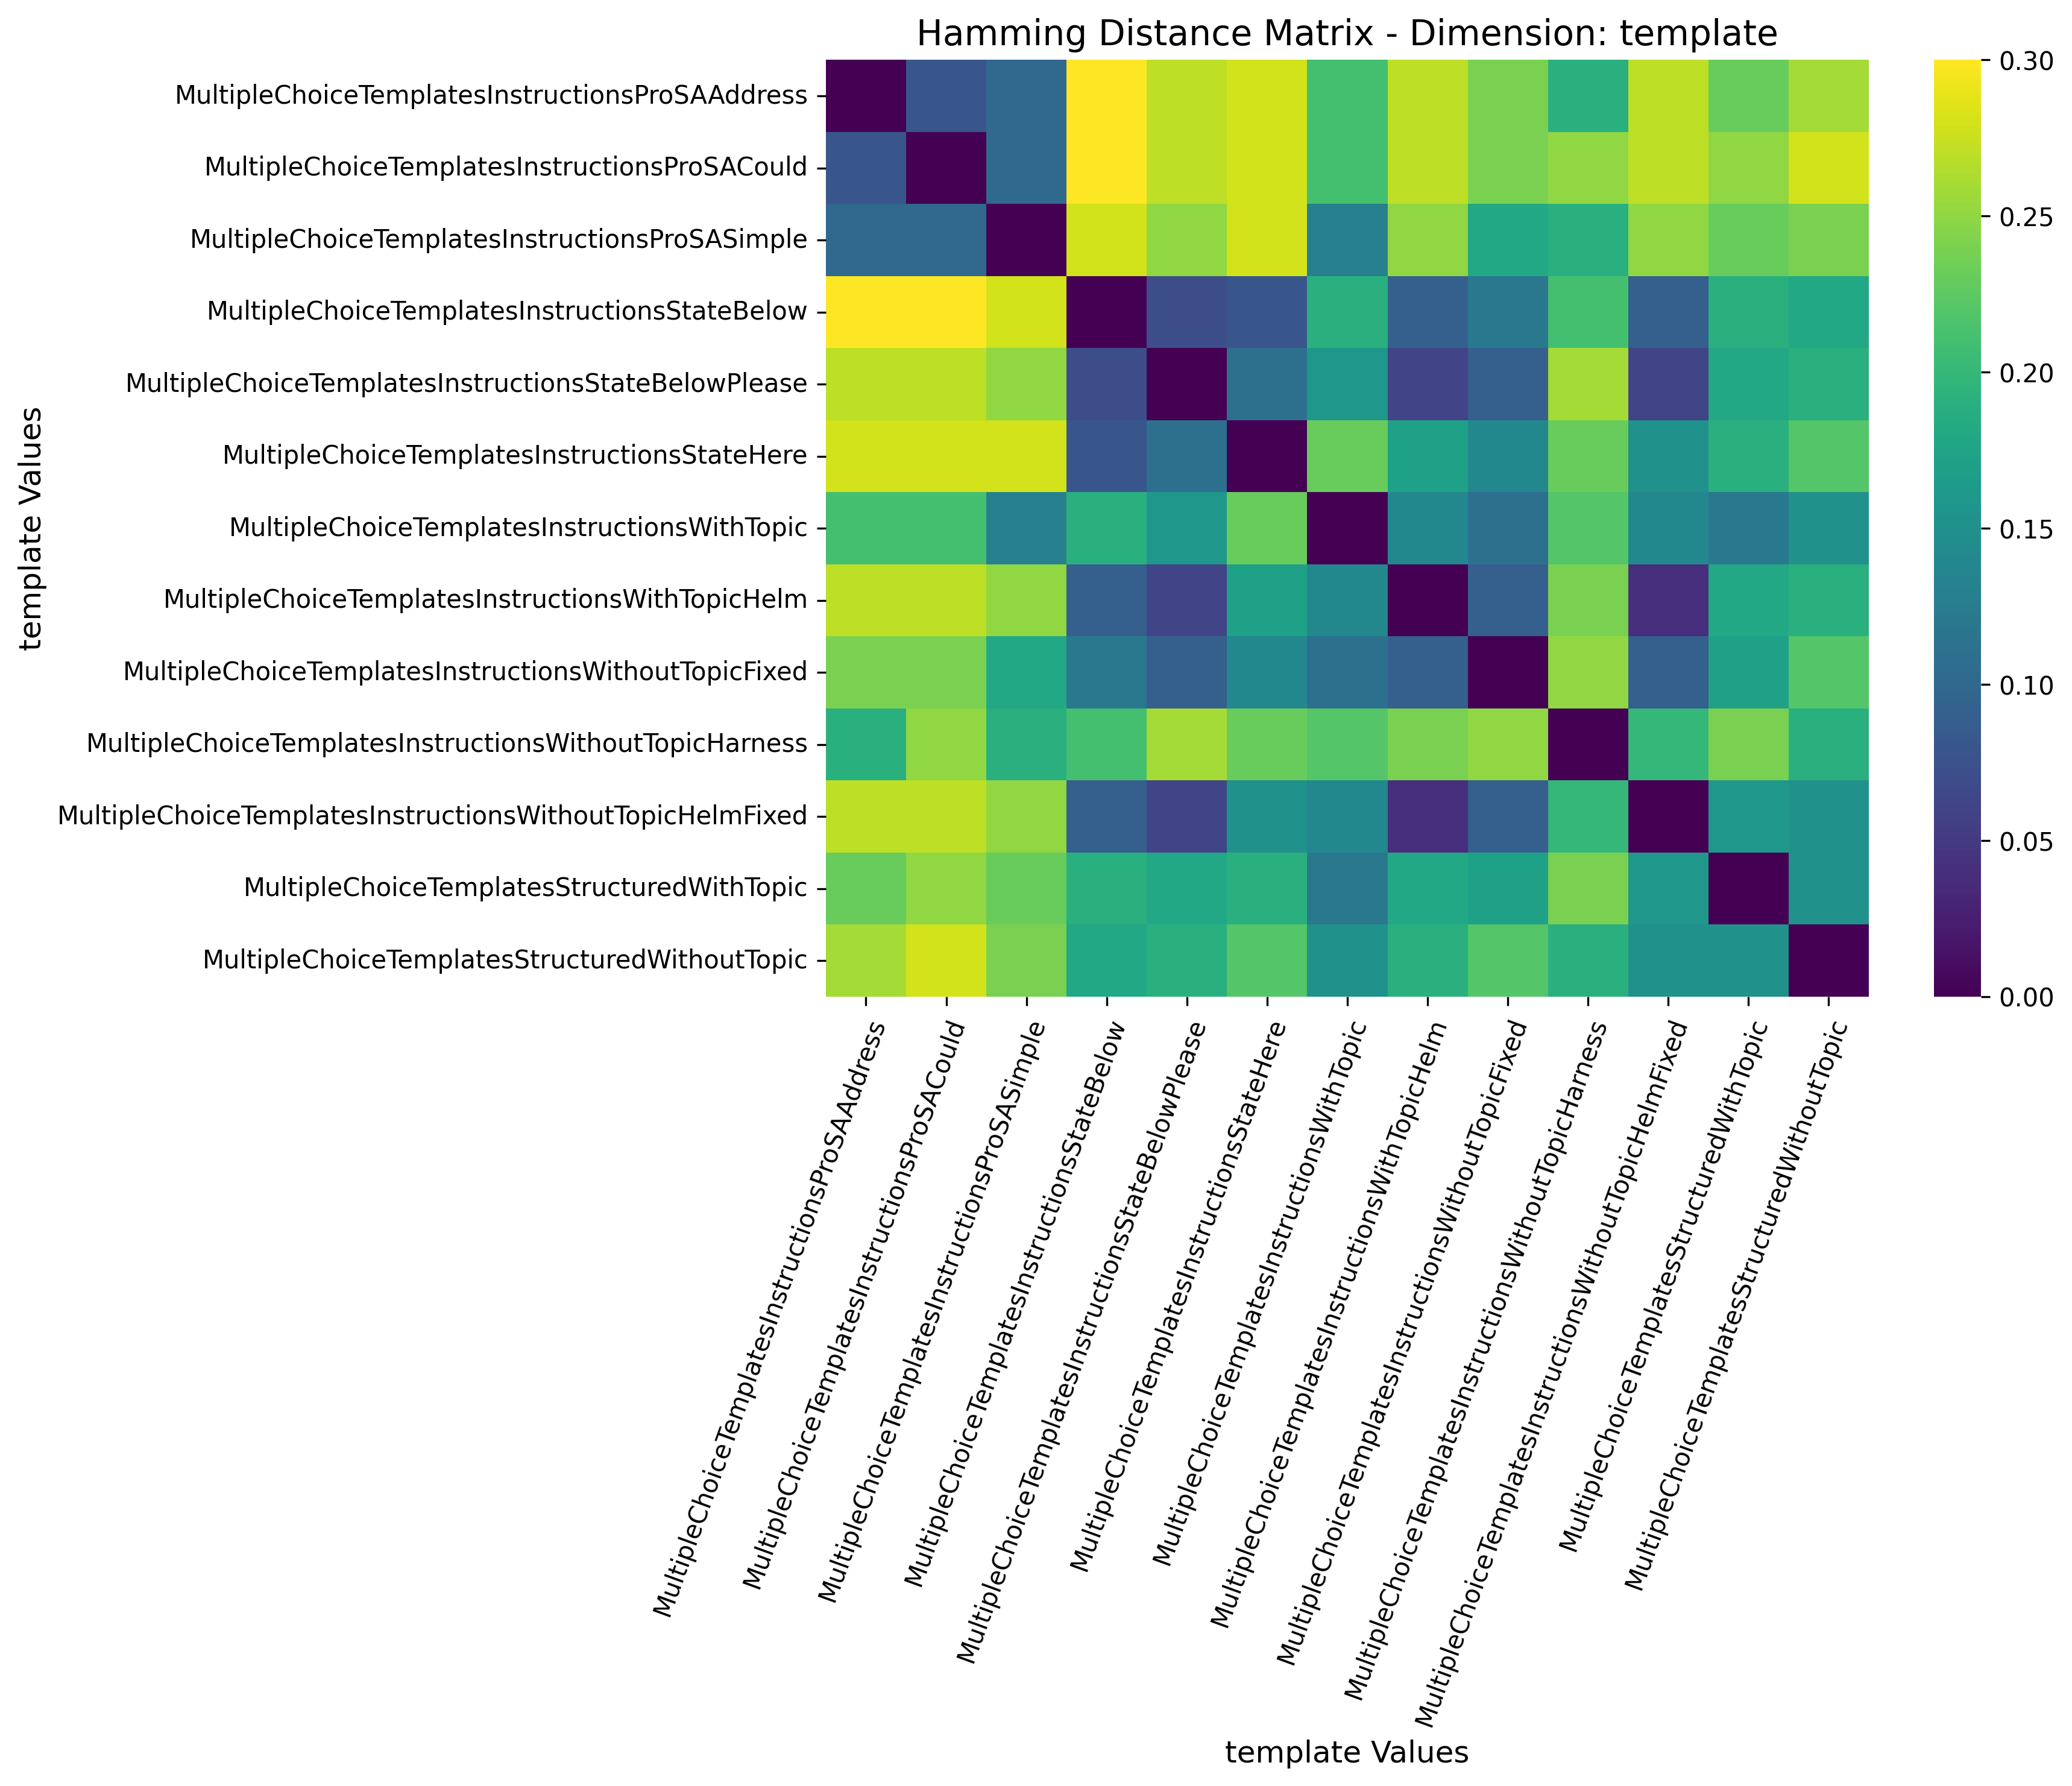 Hamming Distance Matrix - Dimension: template
template Values
MultipleChoiceTemplatesInstructionsProSAAddress
MultipleChoiceTemplatesInstructionsProSACould
MultipleChoiceTemplatesInstructionsProSASimple
MultipleChoiceTemplatesInstructionsStateBelow
MultipleChoiceTemplatesInstructionsStateBelowPlease
MultipleChoiceTemplatesInstructionsStateHere
MultipleChoiceTemplatesInstructionsWithTopic
MultipleChoiceTemplatesInstructionsWithTopicHelm
MultipleChoiceTemplatesInstructionsWithoutTopicFixed
MultipleChoiceTemplatesInstructionsWithoutTopicHarness
MultipleChoiceTemplatesInstructionsWithoutTopicHelmFixed
MultipleChoiceTemplatesStructuredWithTopic
MultipleChoiceTemplatesStructuredWithoutTopic
0.30
0.25
0.20
0.15
0.10
0.05
0.00
MultipleChoiceTemplatesInstructionsProSAAddress
MultipleChoiceTemplatesInstructionsProSACould
MultipleChoiceTemplatesInstructionsProSASimple
MultipleChoiceTemplatesInstructionsStateBelow
MultipleChoiceTemplatesInstructionsStateBelowPlease
MultipleChoiceTemplatesInstructionsStateHere
MultipleChoiceTemplatesInstructionsWithTopic
MultipleChoiceTemplatesInstructionsWithTopicHelm
MultipleChoiceTemplatesInstructionsWithoutTopicFixed
MultipleChoiceTemplatesInstructionsWithoutTopicHarness
MultipleChoiceTemplatesInstructionsWithoutTopicHelmFixed
MultipleChoiceTemplatesStructuredWithTopic
MultipleChoiceTemplatesStructuredWithoutTopic
template Values